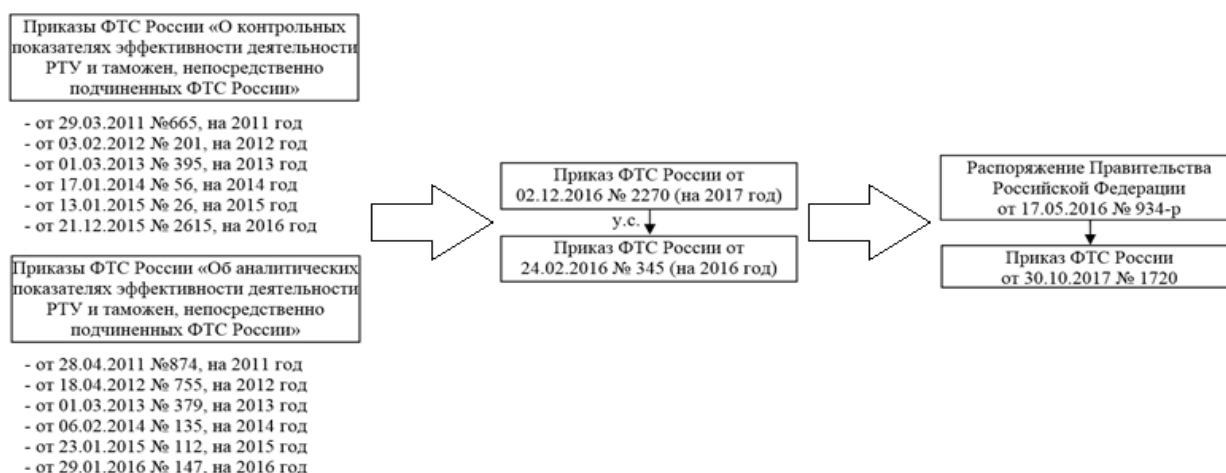 Приказы ФТС России «О контрольных
показателях эффективности деятельности
РТУ и таможен, непосредственно
подчиненных ФТС России»
- от 29.03.2011 №665, на 2011 год
- от 03.02.2012 № 201, на 2012 год
- от 01.03.2013 № 395, на 2013 год
- от 17.01.2014 № 56, на 2014 год
- от 13.01.2015 № 26, на 2015 год
- от 21.12.2015 № 2615, на 2016 год
Приказы ФТС России «Об аналитических
показателях эффективности деятельности
РТУ и таможен, непосредственно
подчиненных ФТС России»
- от 28.04.2011 №874, на 2011 год
- от 18.04.2012 № 755, на 2012 год
- от 01.03.2013 № 379, на 2013 год
- от 06.02.2014 № 135, на 2014 год
- от 23.01.2015 № 112, на 2015 год
- от 29.01.2016 № 147, на 2016 год
Приказ ФТС России от
02.12.2016 № 2270 (на 2017 год)
у.с.
Приказ ФТС России от
24.02.2016 № 345 (на 2016 год)
Распоряжение Правительства
Российской Федерации
от 17.05.2016 № 934-р
Приказ ФТС России
от 30.10.2017 № 1720